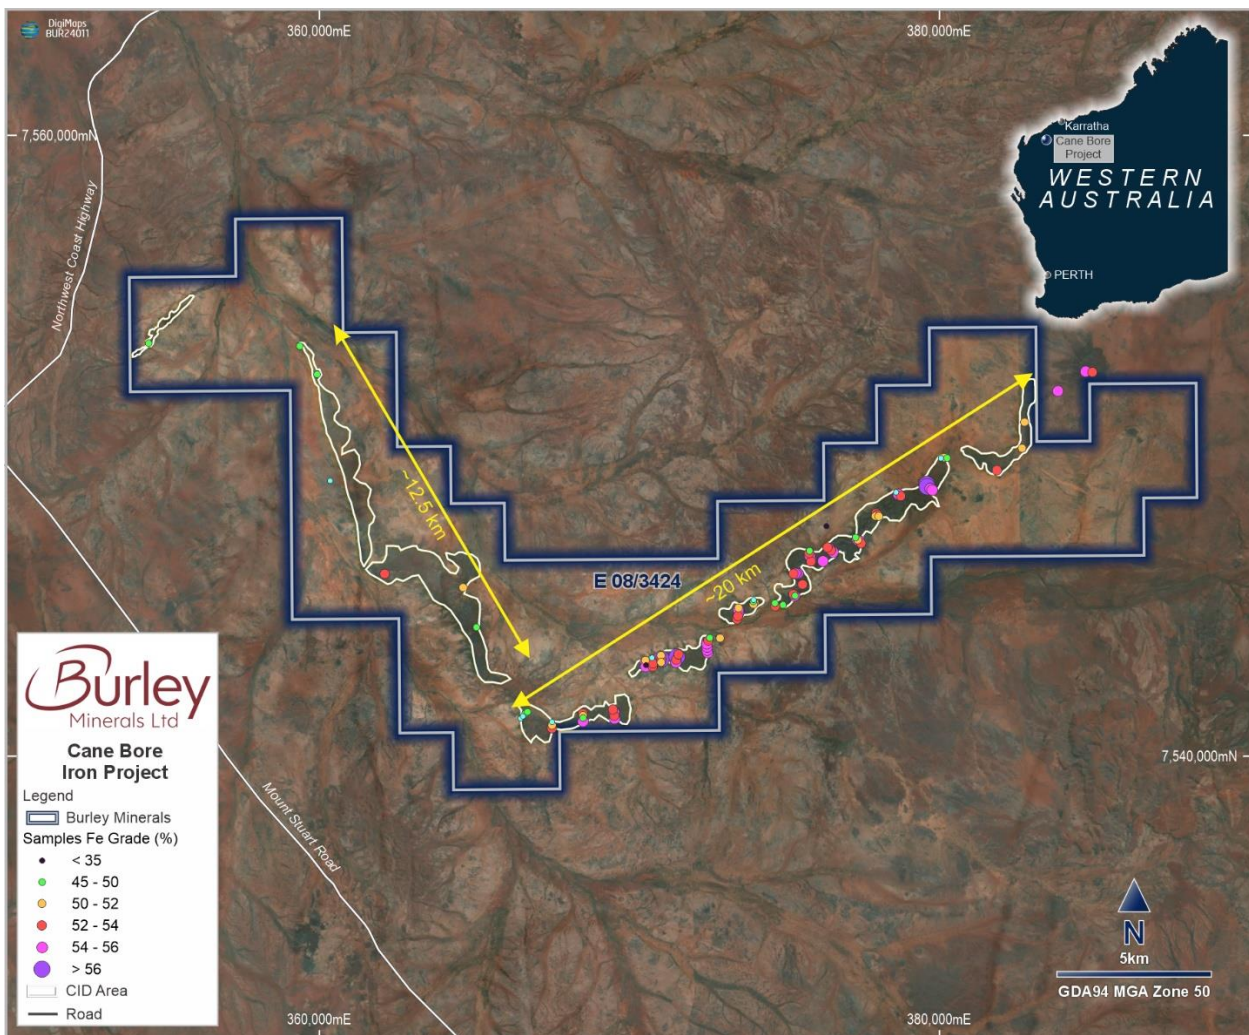 DigiMaps
BUR24011
360,000mE
380,000mE
7,560,000mN
Northwest Coast Highway
Karratha
Cane Bore
Project
WESTERN
AUSTRALIA
PERTH
~12.5 km
~20 km
E 08/3424
7,540,000mN
Mount Stuart Road
Burley
Minerals Ltd
Cane Bore
Iron Project
Legend
Burley Minerals
Samples Fe Grade (%)
< 35
45 - 50
50 - 52
52 - 54
54 - 56
> 56
CID Area
Road
N
5km
GDA94 MGA Zone 50
360,000mE
380,000mE